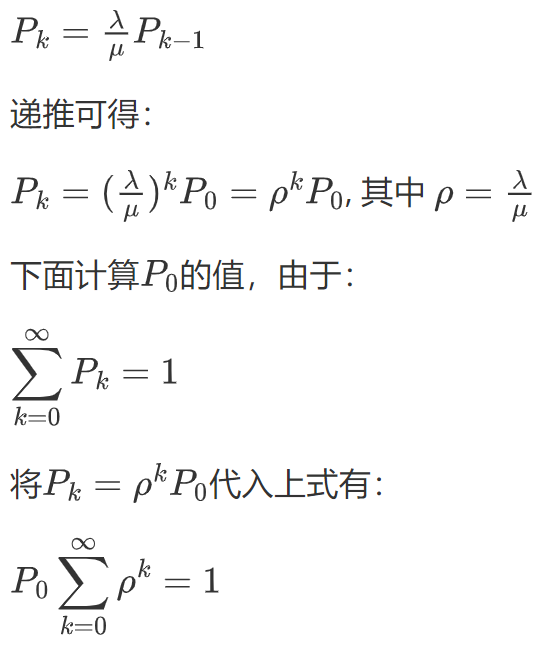 $P_k = \frac{\lambda}{\mu} P_{k-1}$
递推可得：
$P_k = (\frac{\lambda}{\mu})^k P_0 = \rho^k P_0$, 其中 $\rho = \frac{\lambda}{\mu}$
下面计算$P_0$的值，由于：
$\sum_{k=0}^{\infty} P_k = 1$
将$P_k = \rho^k P_0$代入上式有：
$P_0 \sum_{k=0}^{\infty} \rho^k = 1$